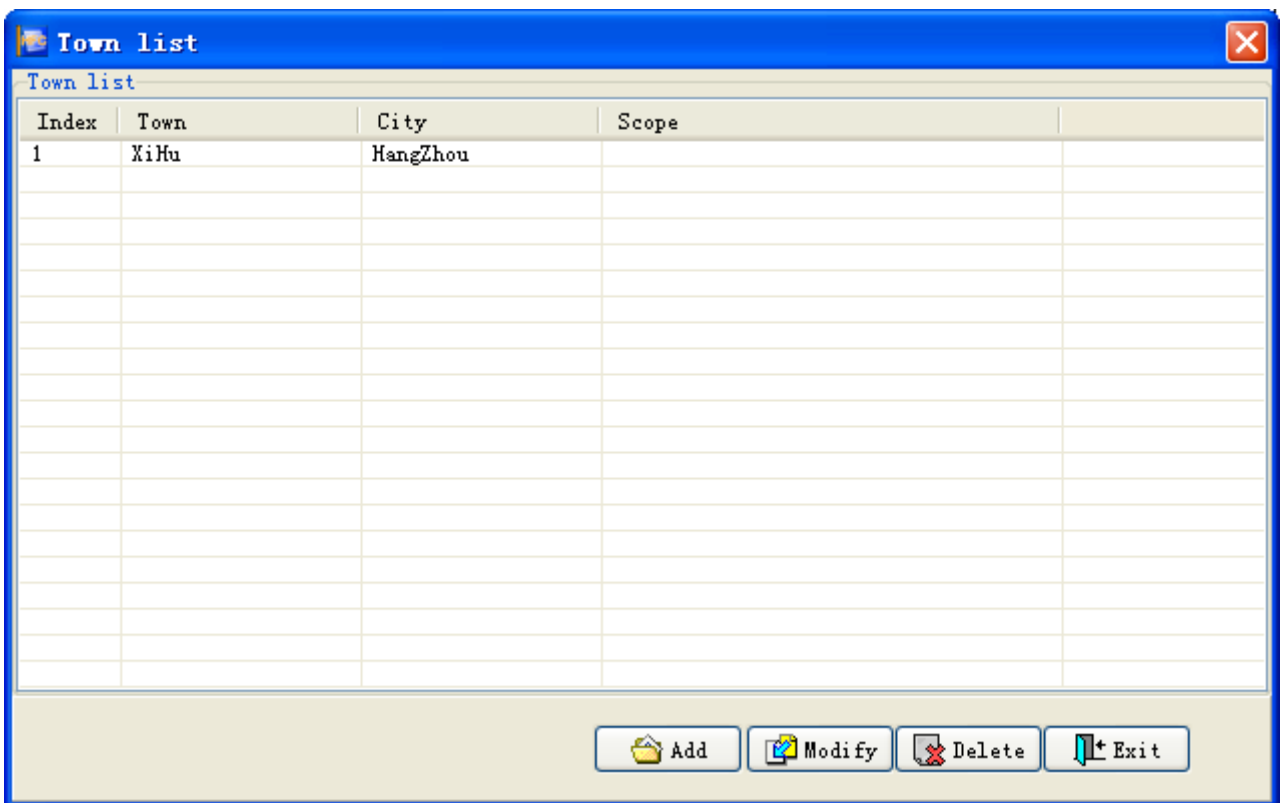 Town list
Town list
Index Town City Scope
1 XiHu HangZhou
Add Modify Delete Exit